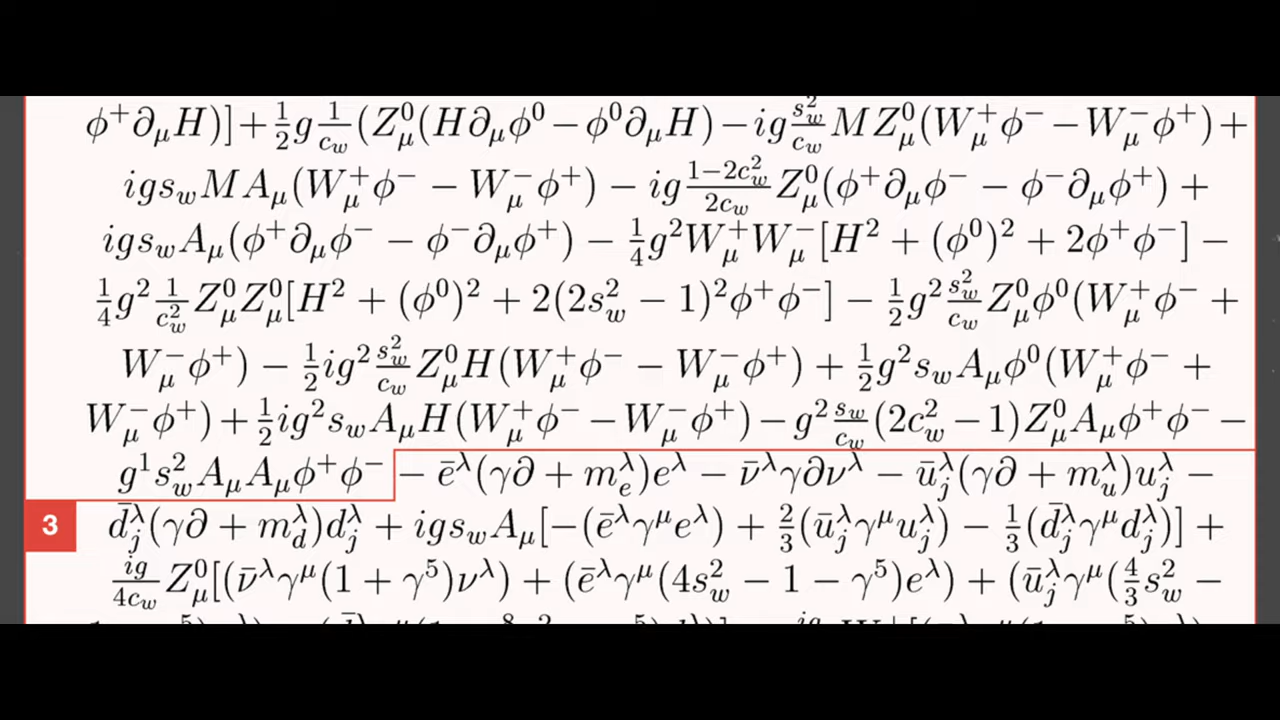 ϕ⁺∂_μH)]+½g 1/c_w (Z⁰_μ(H∂_μϕ⁰−ϕ⁰∂_μH)−ig s²_w/c_w MZ⁰_μ(W⁺_μϕ⁻−W⁻_μϕ⁺)+
igs_wMA_μ(W⁺_μϕ⁻ − W⁻_μϕ⁺) − ig (1−2c²_w)/2c_w Z⁰_μ(ϕ⁺∂_μϕ⁻ − ϕ⁻∂_μϕ⁺) +
igs_wA_μ(ϕ⁺∂_μϕ⁻ − ϕ⁻∂_μϕ⁺) − ¼g²W⁺_μW⁻_μ[H² + (ϕ⁰)² + 2ϕ⁺ϕ⁻] −
¼g² 1/c²_w Z⁰_μZ⁰_μ[H² + (ϕ⁰)² + 2(2s²_w − 1)²ϕ⁺ϕ⁻] − ½g² s²_w/c_w Z⁰_μϕ⁰(W⁺_μϕ⁻ +
W⁻_μϕ⁺) − ½ig² s²_w/c_w Z⁰_μH(W⁺_μϕ⁻ − W⁻_μϕ⁺) + ½g²s_wA_μϕ⁰(W⁺_μϕ⁻ +
W⁻_μϕ⁺) + ½ig²s_wA_μH(W⁺_μϕ⁻ − W⁻_μϕ⁺) − g² s_w/c_w (2c²_w − 1)Z⁰_μA_μϕ⁺ϕ⁻ −
g¹s²_wA_μA_μϕ⁺ϕ⁻ − ē^λ(γ∂ + m^λ_e)e^λ − ν̄^λγ∂ν^λ − ū^λ_j(γ∂ + m^λ_u)u^λ_j −
3 d̄^λ_j(γ∂ + m^λ_d)d^λ_j + igs_wA_μ[−(ē^λγ^μe^λ) + ⅔(ū^λ_jγ^μu^λ_j) − ⅓(d̄^λ_jγ^μd^λ_j)] +
ig/4c_w Z⁰_μ[(ν̄^λγ^μ(1 + γ⁵)ν^λ) + (ē^λγ^μ(4s²_w − 1 − γ⁵)e^λ) + (ū^λ_jγ^μ(4/3 s²_w −